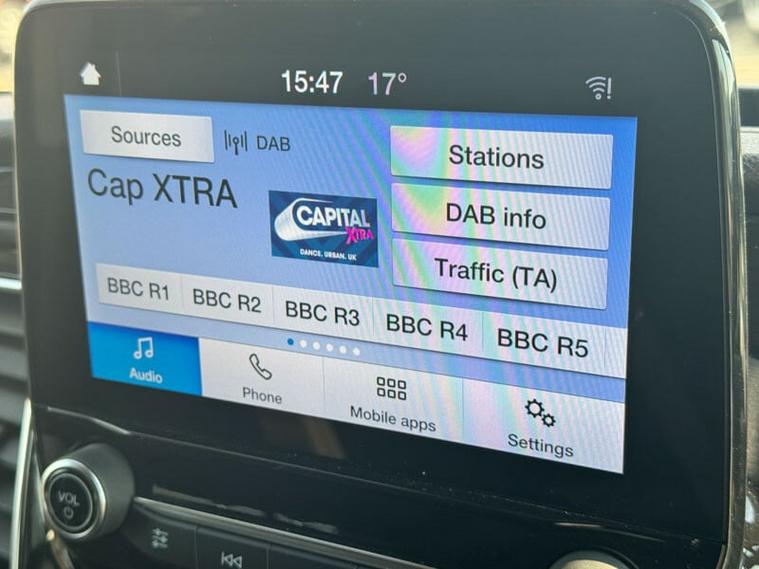 15:47 17°
Sources DAB
Stations
Cap XTRA
CAPITAL
XTRA
DANCE. URBAN. UK
DAB info
Traffic (TA)
BBC R1 BBC R2 BBC R3 BBC R4 BBC R5
Audio Phone Mobile apps Settings
VOL